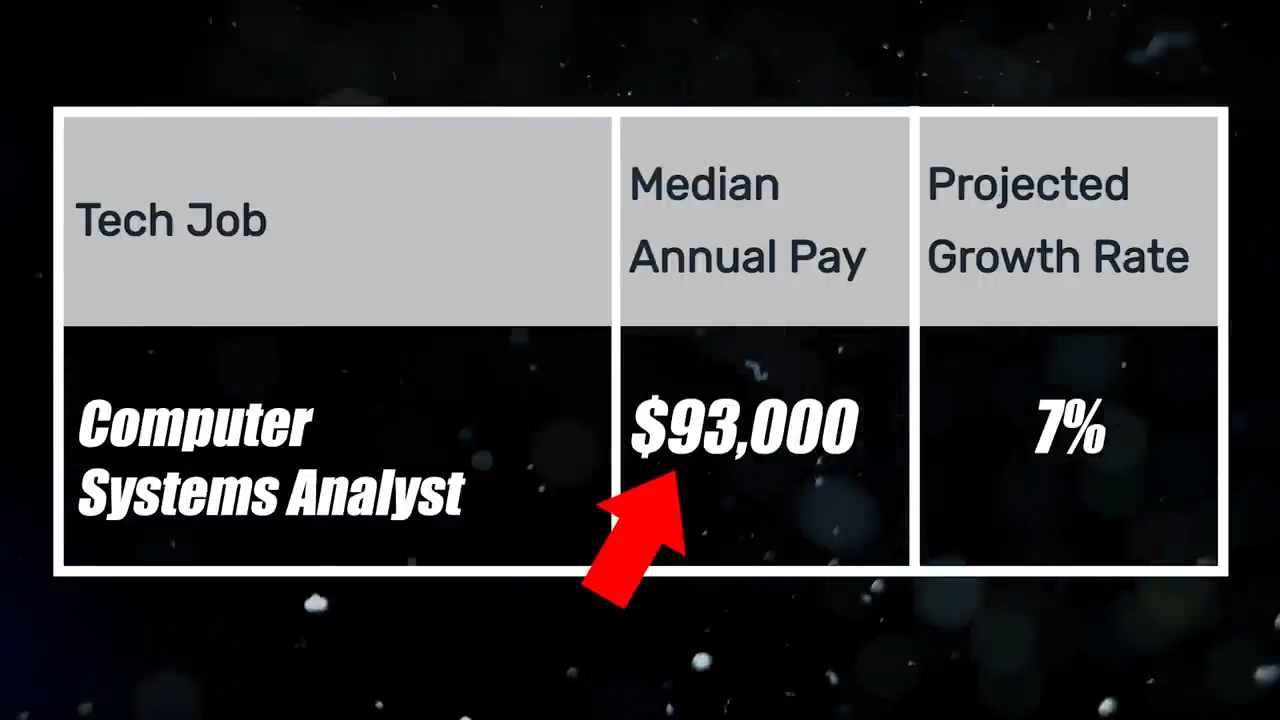 Tech Job
Median
Annual Pay
Projected
Growth Rate
Computer
Systems Analyst
$93,000
7%